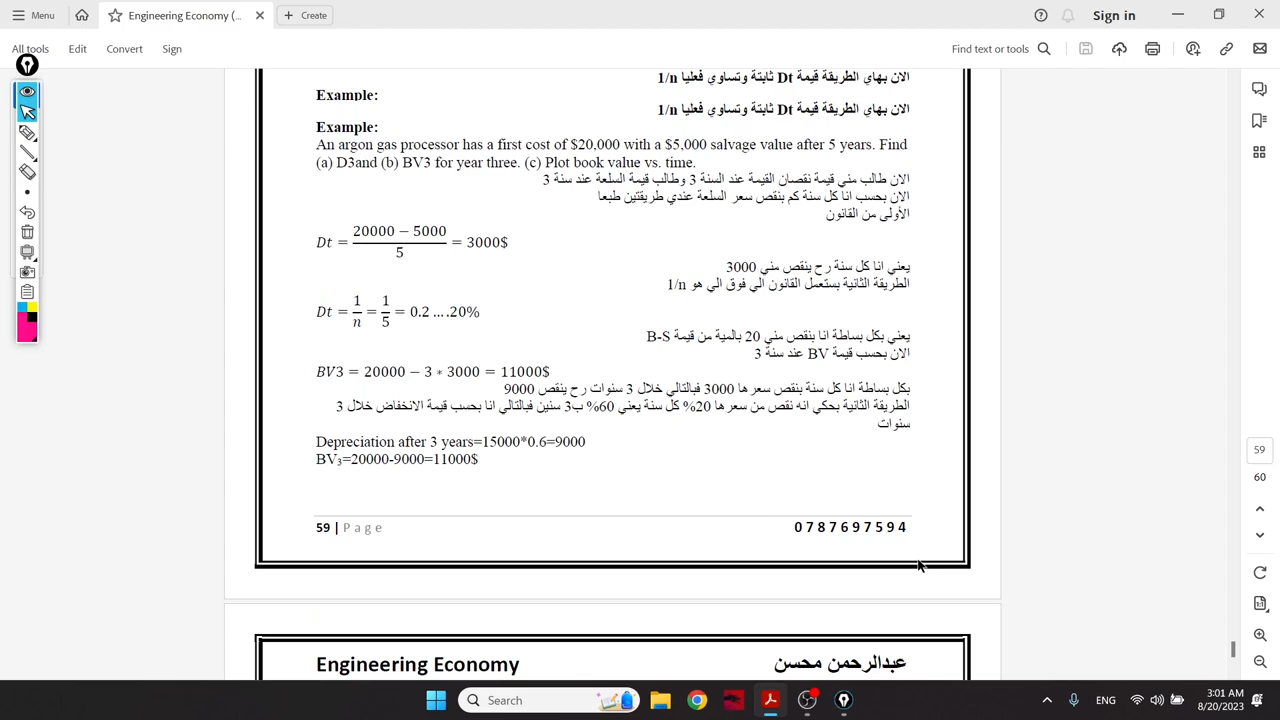 Menu
Engineering Economy (...
Create
Sign in
All tools
Edit
Convert
Sign
Find text or tools
الان بهاي الطريقة قيمة Dt ثابتة وتساوي فعليا 1/n
Example:
الان بهاي الطريقة قيمة Dt ثابتة وتساوي فعليا 1/n
Example:
An argon gas processor has a first cost of $20,000 with a $5,000 salvage value after 5 years. Find
(a) D3and (b) BV3 for year three. (c) Plot book value vs. time.
الان طالب مني قيمة نقصان القيمة عند السنة 3 وطالب قيمة السلعة عند سنة 3
الان بحسب انا كل سنة كم بنقص سعر السلعة عندي طريقتين طبعا
الأولى من القانون
Dt = (20000 − 5000)/5 = 3000$
يعني انا كل سنة رح ينقص مني 3000
الطريقة الثانية بستعمل القانون الي فوق الي هو 1/n
Dt = 1/n = 1/5 = 0.2 ... .20%
يعني بكل بساطة انا بنقص مني 20 بالمية من قيمة B-S
الان بحسب قيمة BV عند سنة 3
BV3 = 20000 − 3 * 3000 = 11000$
بكل بساطة انا كل سنة بنقص سعرها 3000 فبالتالي خلال 3 سنوات رح ينقص 9000
الطريقة الثانية بحكي انه نقص من سعرها 20% كل سنة يعني 60% ب3 سنين فبالتالي انا بحسب قيمة الانخفاض خلال 3
سنوات
Depreciation after 3 years=15000*0.6=9000
BV₃=20000-9000=11000$
59 | Page
0787697594
59
60
Engineering Economy
عبدالرحمن محسن
Search
ENG
3:01 AM
8/20/2023